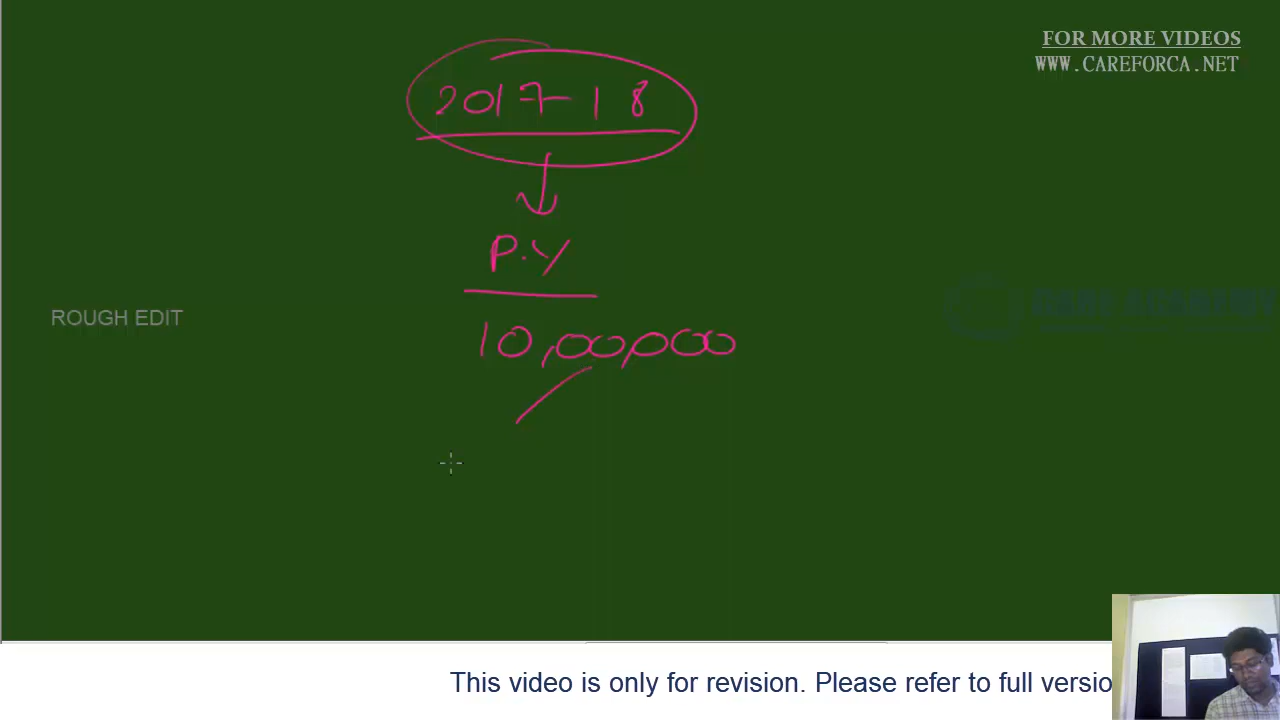 FOR MORE VIDEOS
WWW.CAREFORCA.NET
2017-18
P.Y
ROUGH EDIT
10,00,000
This video is only for revision. Please refer to full versio